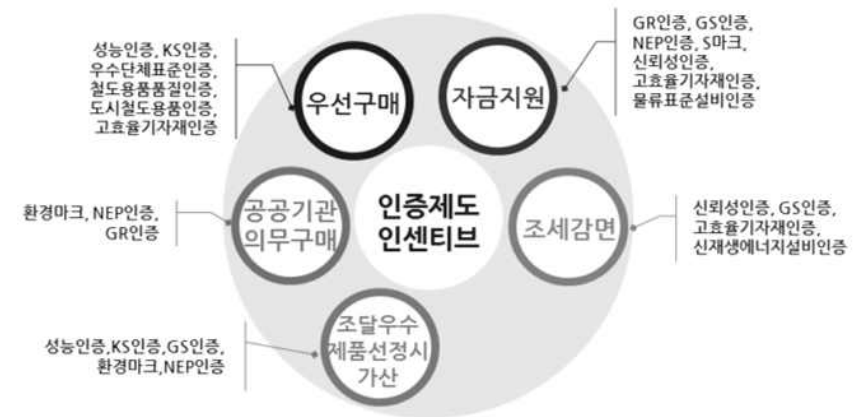 성능인증, KS인증,
우수단체표준인증,
철도용품품질인증,
도시철도용품인증,
고효율기자재인증
우선구매
자금지원
GR인증, GS인증,
NEP인증, S마크,
신뢰성인증,
고효율기자재인증,
물류표준설비인증
환경마크, NEP인증,
GR인증
공공기관
의무구매
인증제도
인센티브
조세감면
신뢰성인증, GS인증,
고효율기자재인증,
신재생에너지설비인증
성능인증,KS인증,GS인증,
환경마크,NEP인증
조달우수
제품선정시
가산